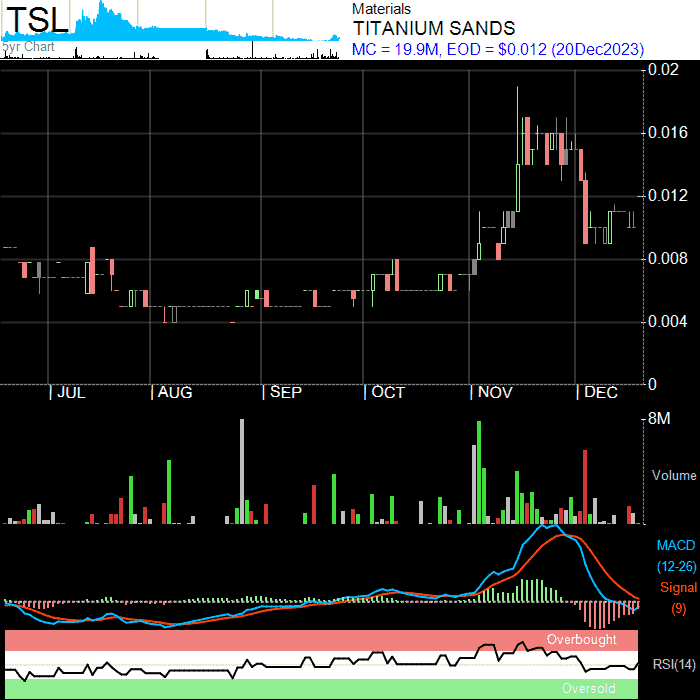 TSL
5yr Chart
Materials
TITANIUM SANDS
MC = 19.9M, EOD = $0.012 (20Dec2023)
0.02
0.016
0.012
0.008
0.004
0
JUL AUG SEP OCT NOV DEC
8M
Volume
MACD
(12-26)
Signal
(9)
Overbought
RSI(14)
Oversold